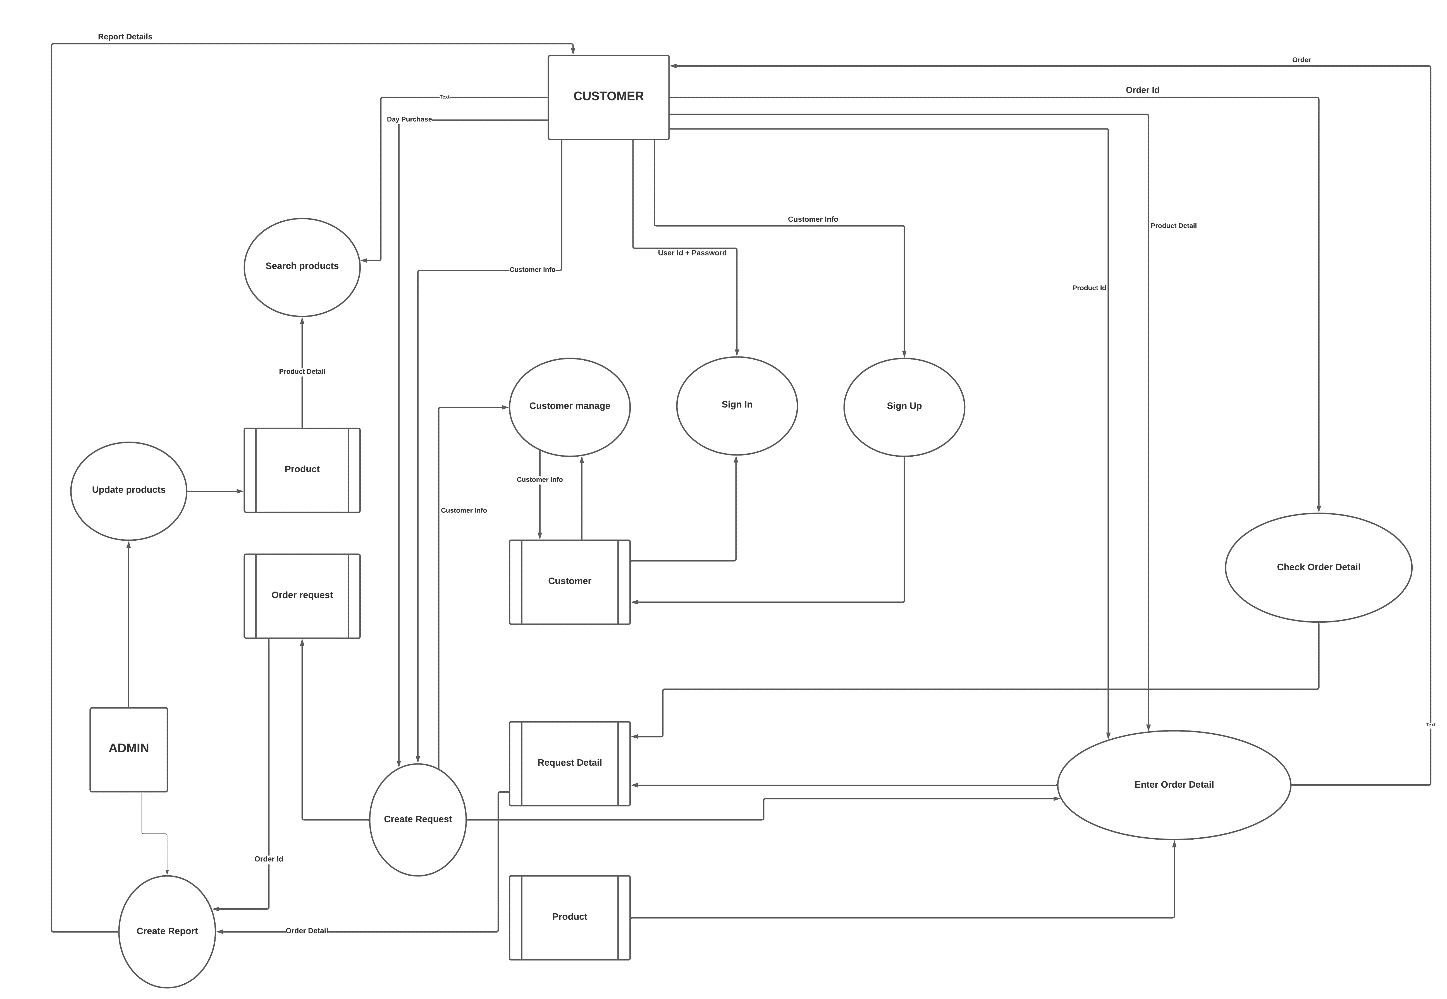 Report Details
Order
CUSTOMER
Text
Order Id
Day Purchase
Customer Info
Product Detail
User Id + Password
Search products
Customer Info
Product Id
Product Detail
Customer manage
Sign In
Sign Up
Product
Customer Info
Update products
Customer Info
Check Order Detail
Customer
Order request
Text
ADMIN
Request Detail
Enter Order Detail
Create Request
Order Id
Product
Create Report
Order Detail